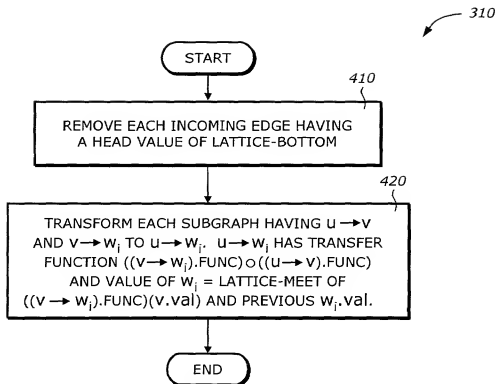 310
START
410
REMOVE EACH INCOMING EDGE HAVING
A HEAD VALUE OF LATTICE-BOTTOM
420
TRANSFORM EACH SUBGRAPH HAVING u→v
AND v→wᵢ TO u→wᵢ. u→wᵢ HAS TRANSFER
FUNCTION ((v→wᵢ).FUNC)○((u→v).FUNC)
AND VALUE OF wᵢ = LATTICE-MEET OF
((v → wᵢ).FUNC)(v.val) AND PREVIOUS wᵢ.val.
END